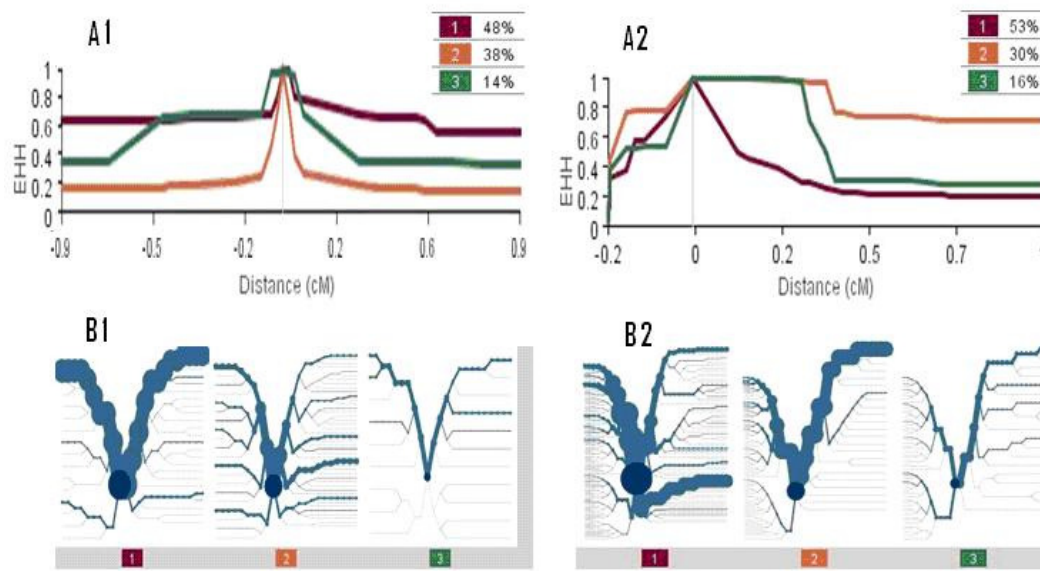 A1
1 48%
2 38%
3 14%
EHH
1
0.8
0.6
0.4
0.2
0
-0.9 -0.5 -0.2 0.2 0.6 0.9
Distance (cM)
A2
1 53%
2 30%
3 16%
EHH
1
0.8
0.6
0.4
0.2
0
-0.2 0 0.2 0.5 0.7 1
Distance (cM)
B1
1 2 3
B2
1 2 3